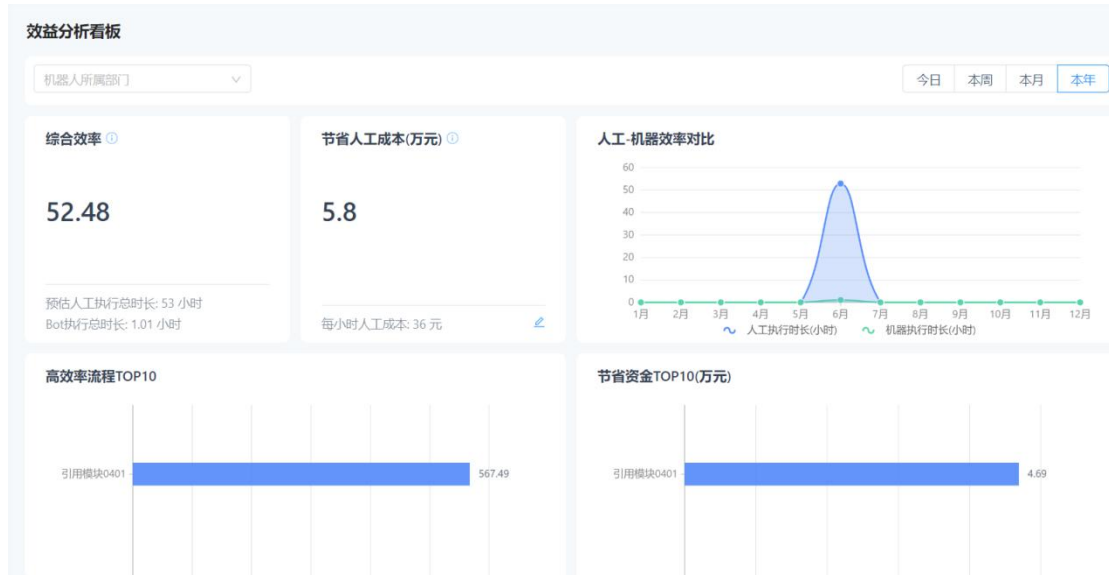 效益分析看板
机器人所属部门
今日 本周 本月 本年
综合效率
52.48
预估人工执行总时长: 53 小时
Bot执行总时长: 1.01 小时
节省人工成本(万元)
5.8
每小时人工成本: 36 元
人工-机器效率对比
60
50
40
30
20
10
0
1月 2月 3月 4月 5月 6月 7月 8月 9月 10月 11月 12月
人工执行时长(小时) 机器执行时长(小时)
高效率流程TOP10
引用模块0401 567.49
节省资金TOP10(万元)
引用模块0401 4.69